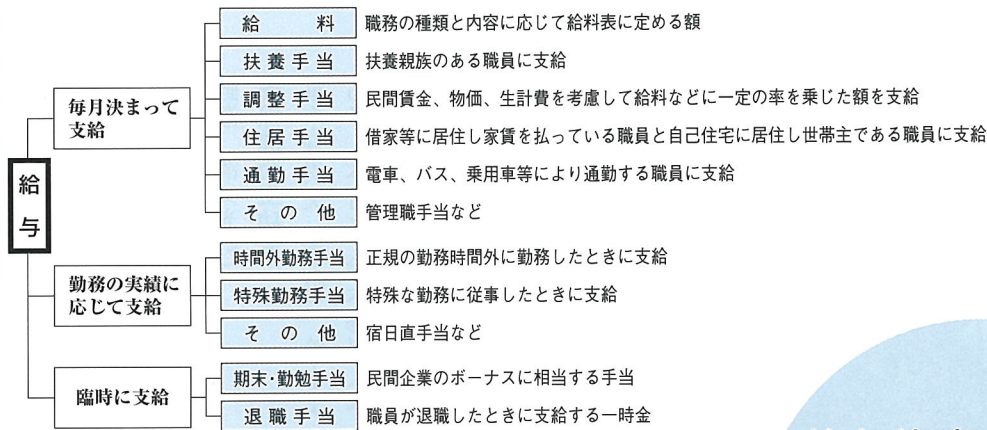 給与
毎月決まって
支給
給料 職務の種類と内容に応じて給料表に定める額
扶養手当 扶養親族のある職員に支給
調整手当 民間賃金、物価、生計費を考慮して給料などに一定の率を乗じた額を支給
住居手当 借家等に居住し家賃を払っている職員と自己住宅に居住し世帯主である職員に支給
通勤手当 電車、バス、乗用車等により通勤する職員に支給
その他 管理職手当など
勤務の実績に
応じて支給
時間外勤務手当 正規の勤務時間外に勤務したときに支給
特殊勤務手当 特殊な勤務に従事したときに支給
その他 宿日直手当など
臨時に支給
期末・勤勉手当 民間企業のボーナスに相当する手当
退職手当 職員が退職したときに支給する一時金